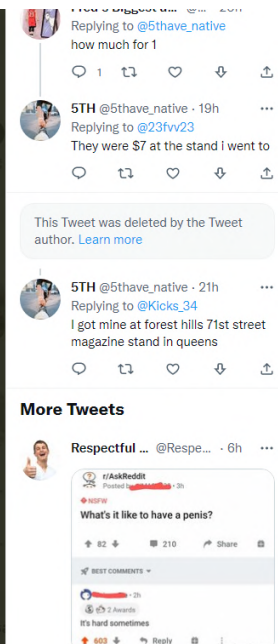 Replying to @5thave_native
how much for 1
1
5TH @5thave_native · 19h
Replying to @23fvv23
They were $7 at the stand i went to
This Tweet was deleted by the Tweet
author. Learn more
5TH @5thave_native · 21h
Replying to @Kicks_34
I got mine at forest hills 71st street
magazine stand in queens
More Tweets
Respectful ... @Respe... · 6h
r/AskReddit
Posted · 3h
NSFW
What's it like to have a penis?
82
210
Share
BEST COMMENTS
· 2h
2 Awards
It's hard sometimes
603
Reply